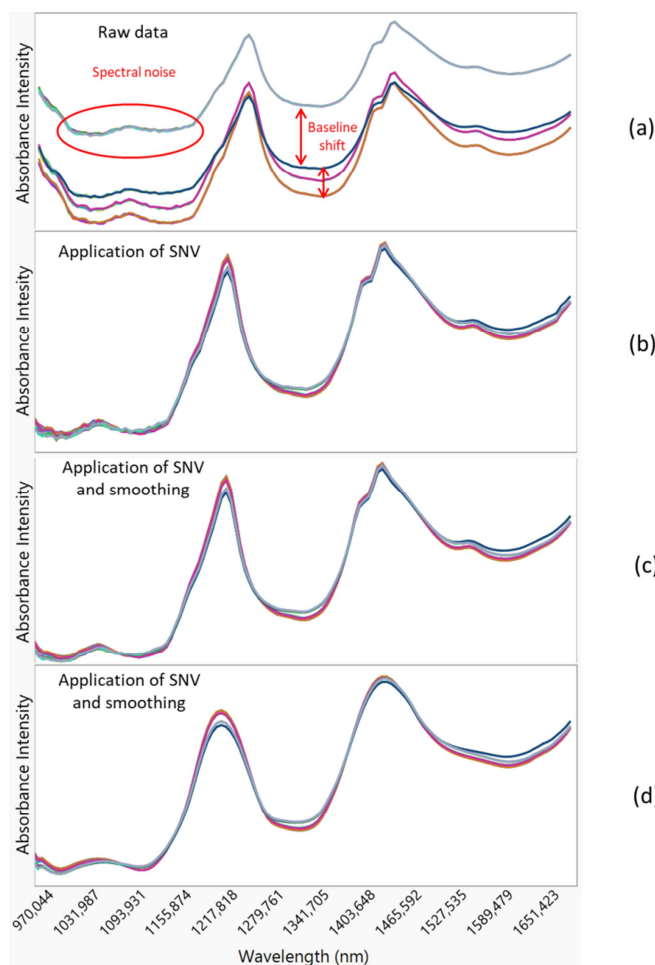 Raw data
Spectral noise
Baseline
shift
Absorbance Intensity
(a)
Application of SNV
Absorbance Intesity
(b)
Application of SNV
and smoothing
Absorbance Intensity
(c)
Application of SNV
and smoothing
Absorbance Intensity
(d)
970,044
1031,987
1093,931
1155,874
1217,818
1279,761
1341,705
1403,648
1465,592
1527,535
1589,479
1651,423
Wavelength (nm)